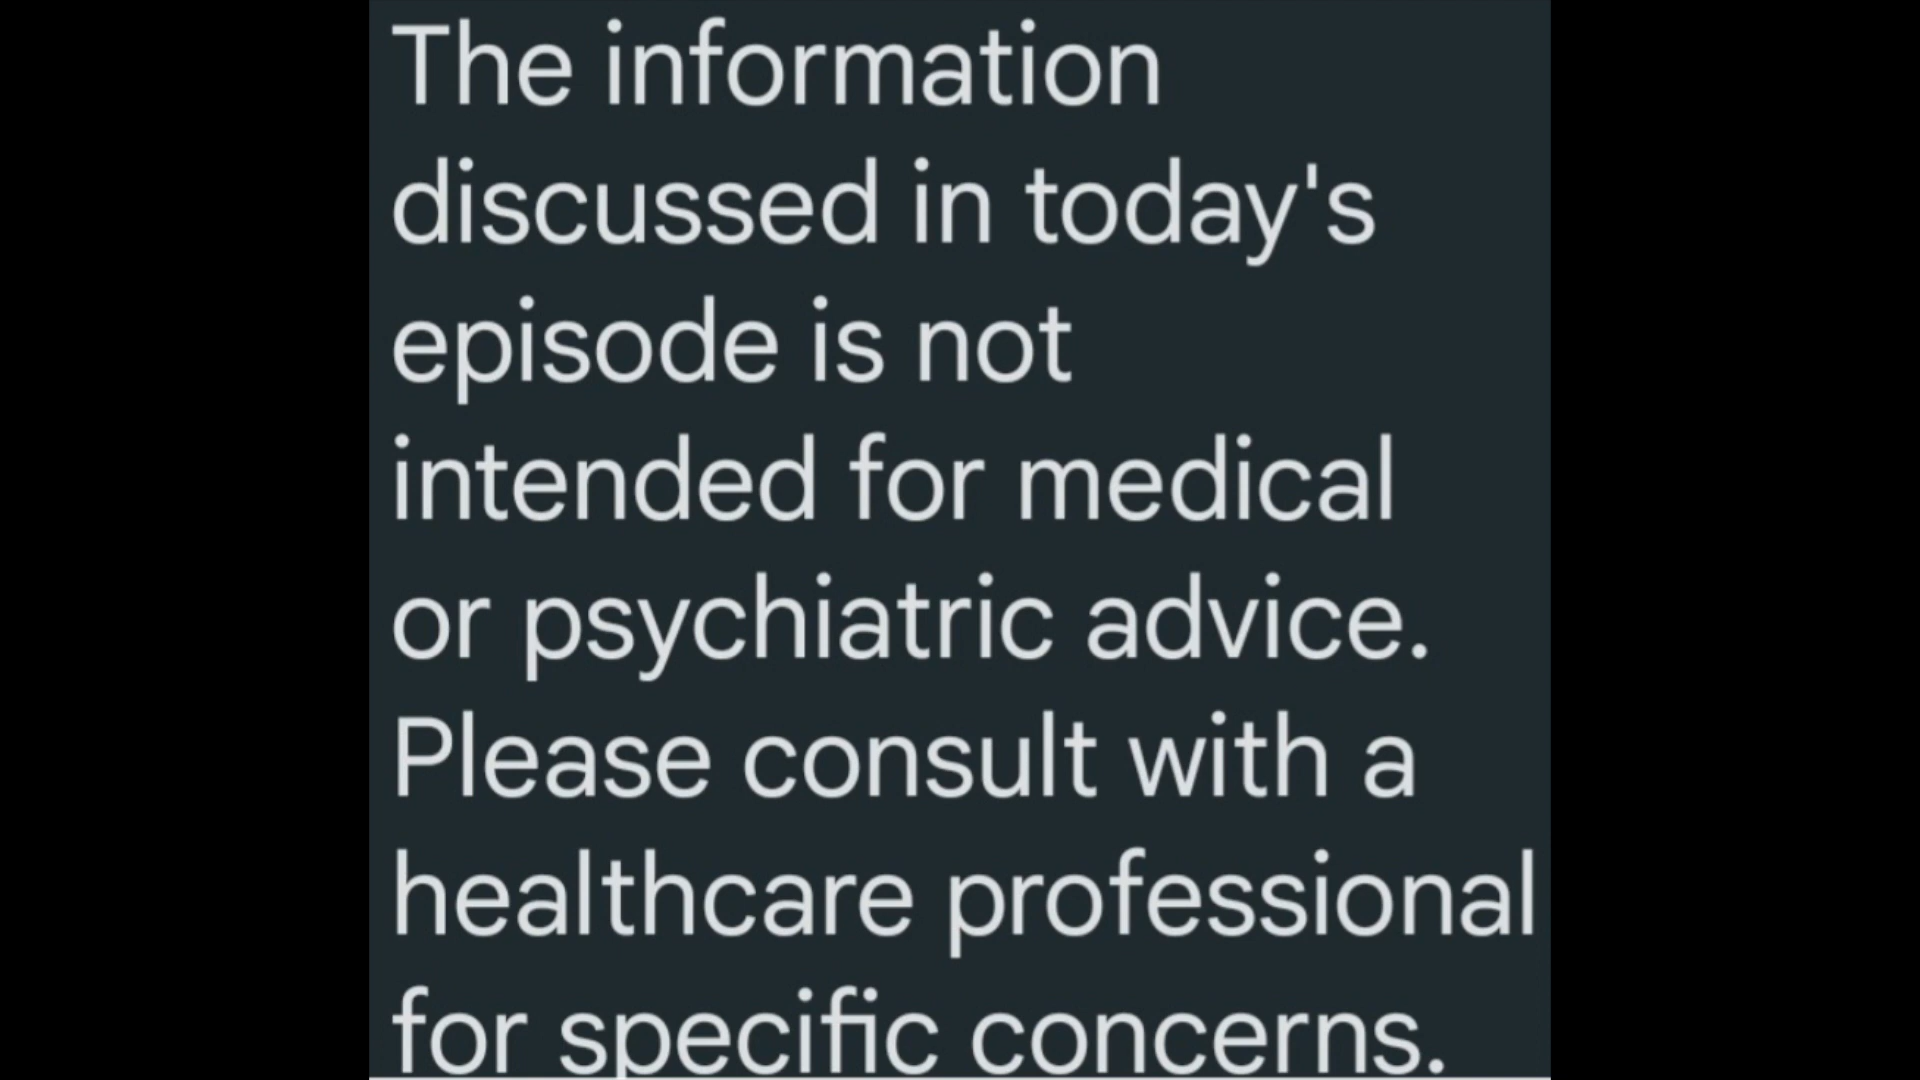 The information
discussed in today's
episode is not
intended for medical
or psychiatric advice.
Please consult with a
healthcare professional
for specific concerns.